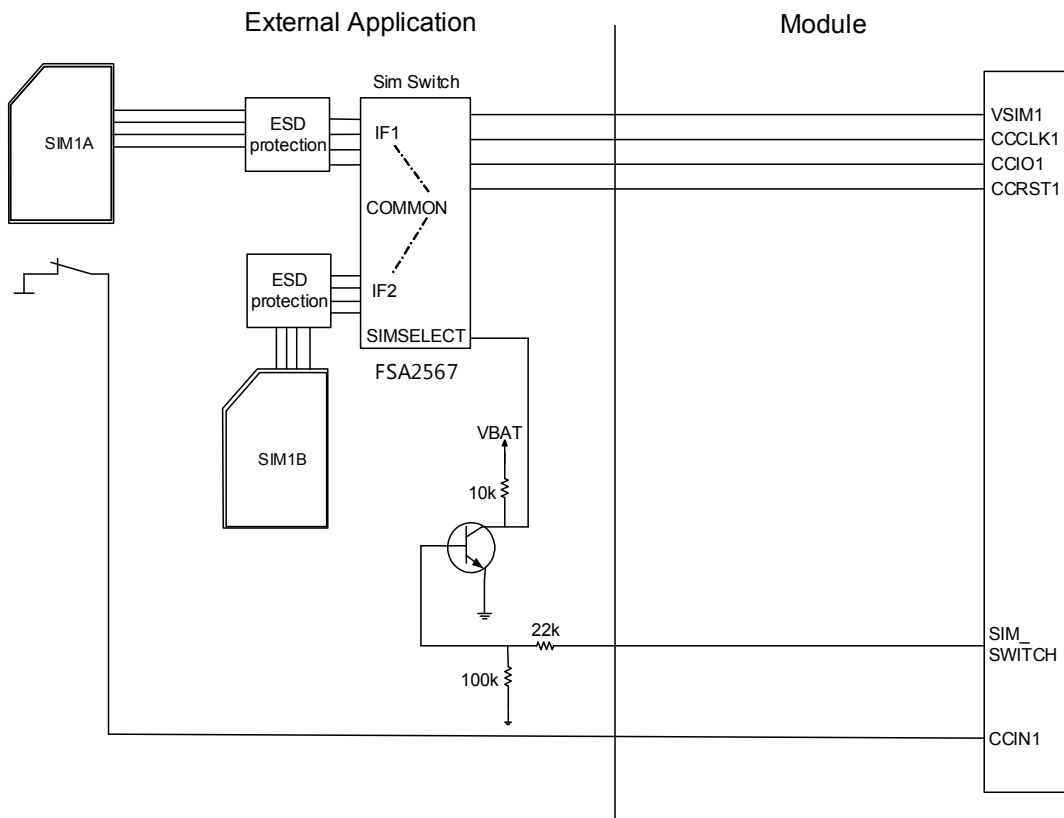 External Application
Module
Sim Switch
SIM1A
ESD
protection
IF1
COMMON
IF2
SIMSELECT
FSA2567
ESD
protection
SIM1B
VBAT
10k
22k
100k
VSIM1
CCCLK1
CCIO1
CCRST1
SIM_
SWITCH
CCIN1